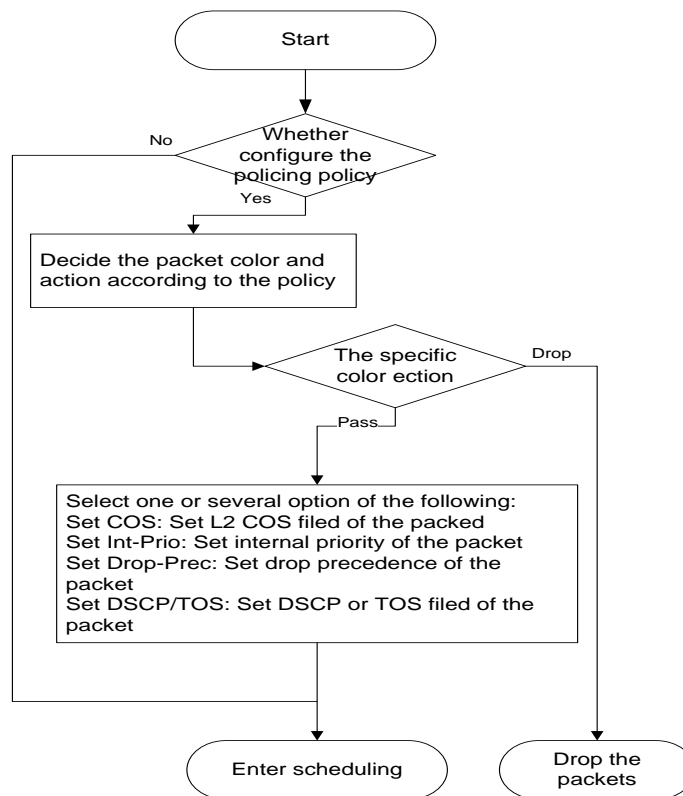 Start
No
Whether
configure the
policing policy
Yes
Decide the packet color and
action according to the policy
The specific
color ection
Drop
Pass
Select one or several option of the following:
Set COS: Set L2 COS filed of the packed
Set Int-Prio: Set internal priority of the packet
Set Drop-Prec: Set drop precedence of the
packet
Set DSCP/TOS: Set DSCP or TOS filed of the
packet
Enter scheduling
Drop the
packets